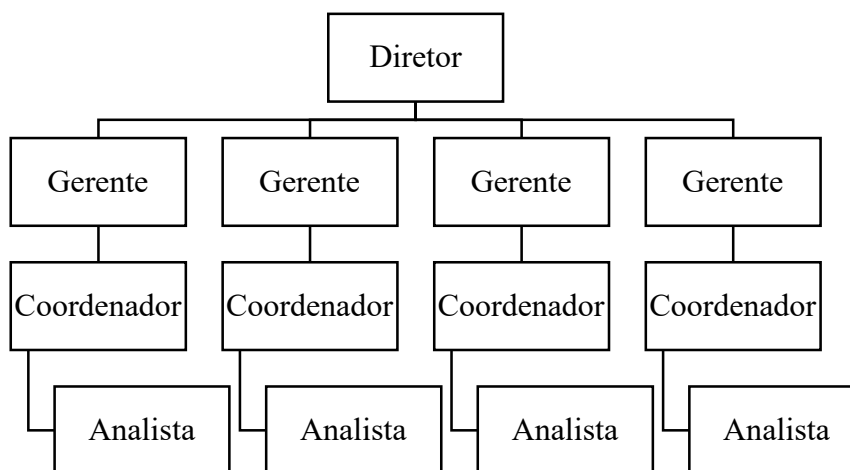 Diretor
Gerente Gerente Gerente Gerente
Coordenador Coordenador Coordenador Coordenador
Analista Analista Analista Analista